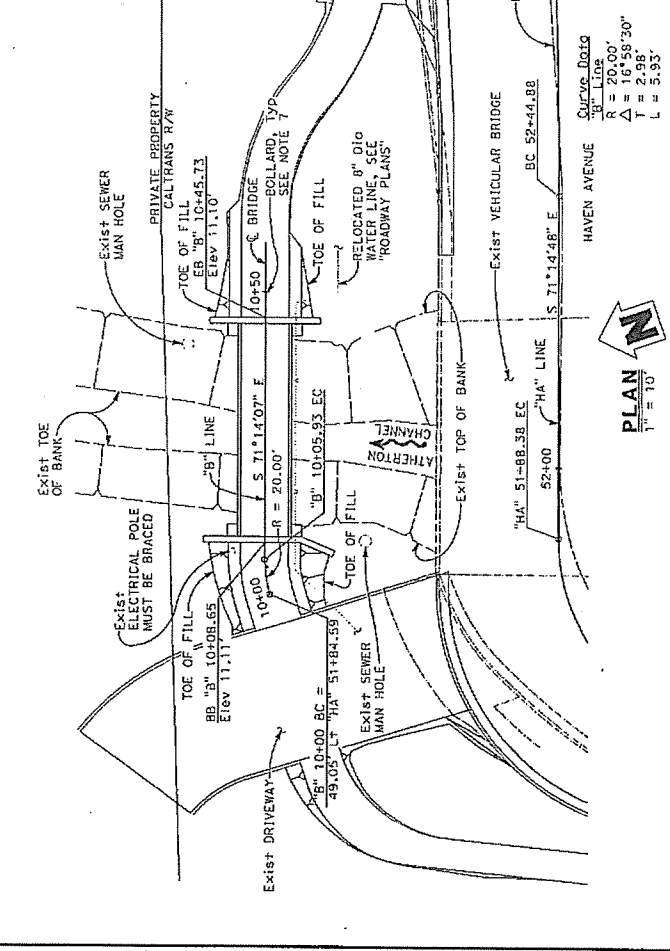 Exist TOE
OF BANK
Exist SEWER
MAN HOLE
PRIVATE PROPERTY
CALTRANS R/W
Exist
ELECTRICAL POLE
MUST BE BRACED
TOE OF FILL
BB "B" 10+08.65
Elev 11.11'
"B" LINE
S 71°14'07" E
TOE OF FILL
EB "B" 10+45.73
Elev 11.10'
10+50
℄ BRIDGE
BOLLARD, Typ
SEE NOTE 7
10+00
R = 20.00'
"B" 10+05.93 EC
TOE OF FILL
RELOCATED 8" Dia
WATER LINE, SEE
"ROADWAY PLANS"
Exist DRIVEWAY
"B" 10+00 BC =
49.05' Lt "HA" 51+84.59
Exist SEWER
MAN HOLE
TOE OF FILL
ATHERTON
CHANNEL
Exist TOP OF BANK
Exist VEHICULAR BRIDGE
"HA" 51+88.38 EC
52+00
"HA" LINE
S 71°14'48" E
BC 52+44.88
HAVEN AVENUE
PLAN
1" = 10'
N
Curve Data
"B" Line
R = 20.00'
Δ = 16°58'30"
T = 2.98'
L = 5.93'